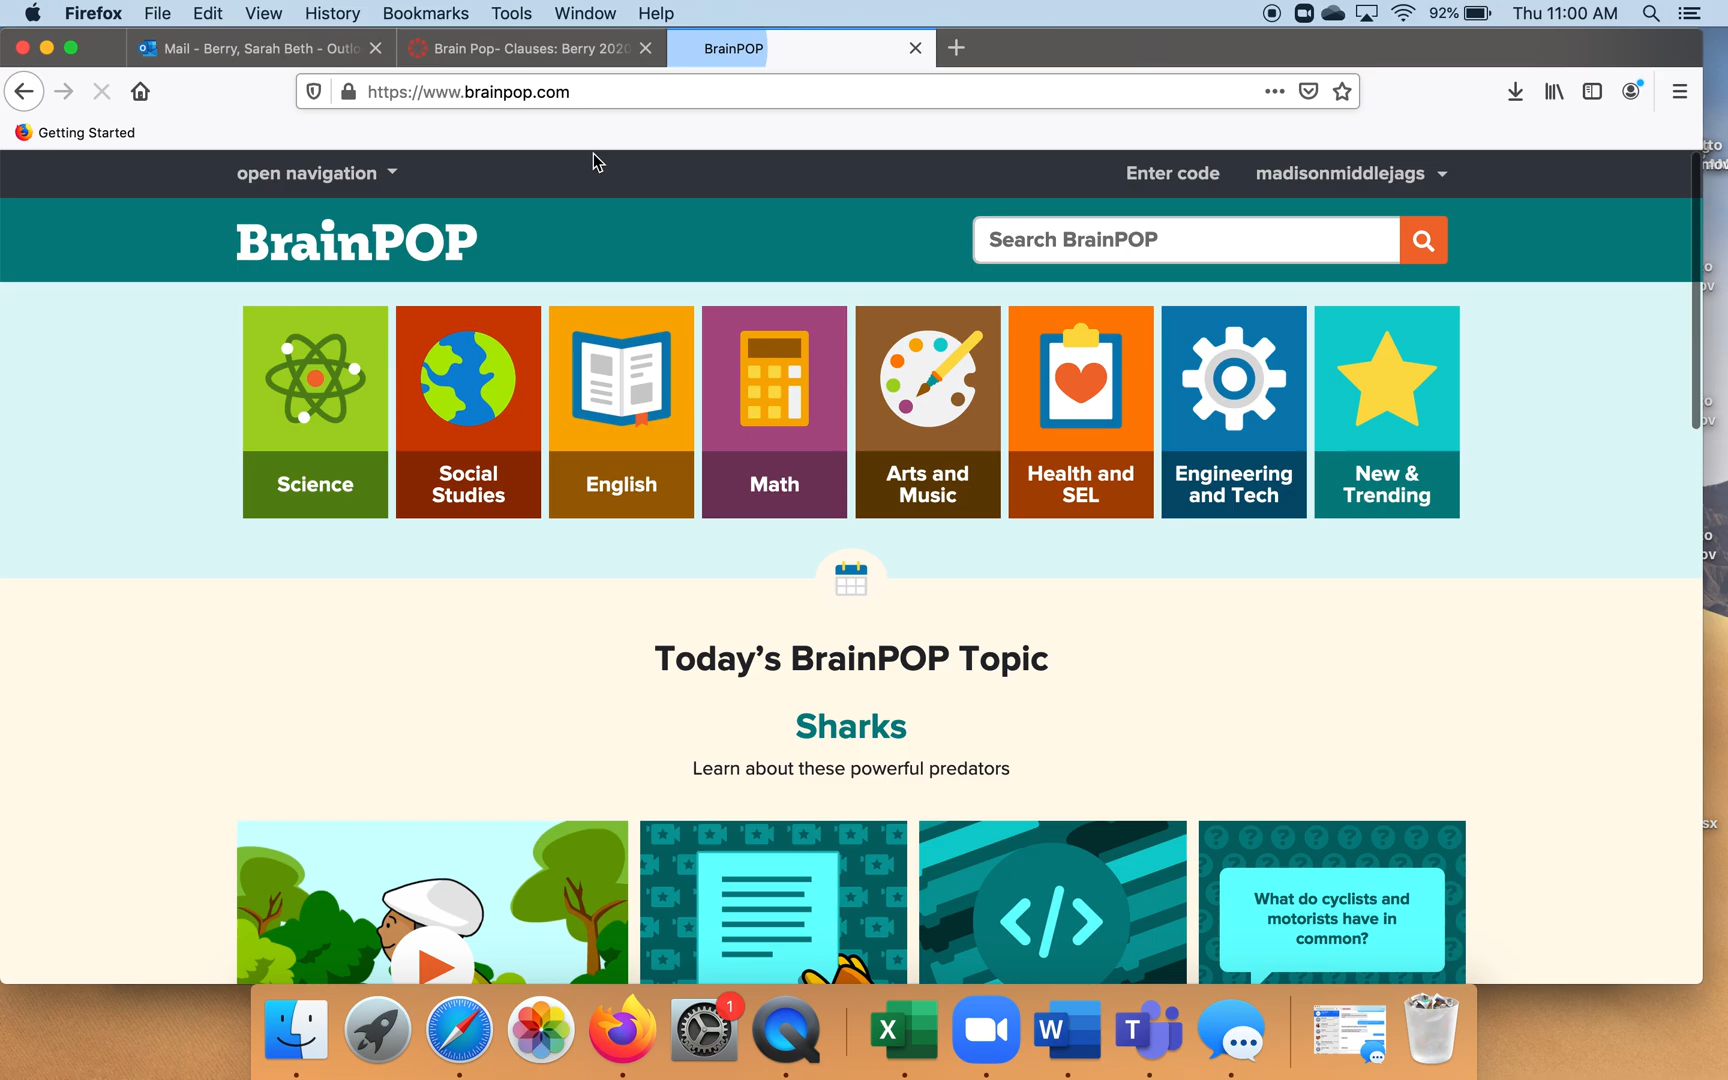 Firefox File Edit View History Bookmarks Tools Window Help 92% Thu 11:00 AM
Mail - Berry, Sarah Beth - Outlo Brain Pop- Clauses: Berry 2020 BrainPOP
https://www.brainpop.com
Getting Started
open navigation Enter code madisonmiddlejags
BrainPOP Search BrainPOP
Science
Social
Studies
English
Math
Arts and
Music
Health and
SEL
Engineering
and Tech
New &
Trending
Today's BrainPOP Topic
Sharks
Learn about these powerful predators
</>
What do cyclists and
motorists have in
common?
1
X
W
T